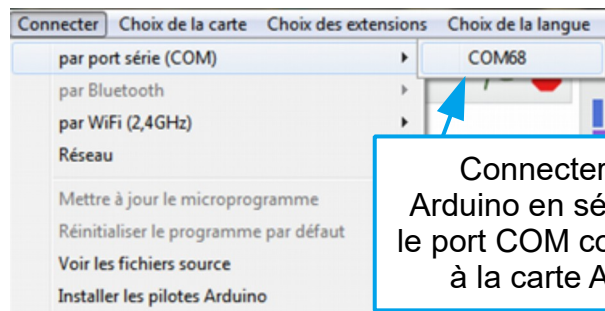 Connecter Choix de la carte Choix des extensions Choix de la langue
par port série (COM)
COM68
par Bluetooth
par WiFi (2,4GHz)
Réseau
Mettre à jour le microprogramme
Réinitialiser le programme par défaut
Voir les fichiers source
Installer les pilotes Arduino
Connecter
Arduino en
le port COM
à la carte